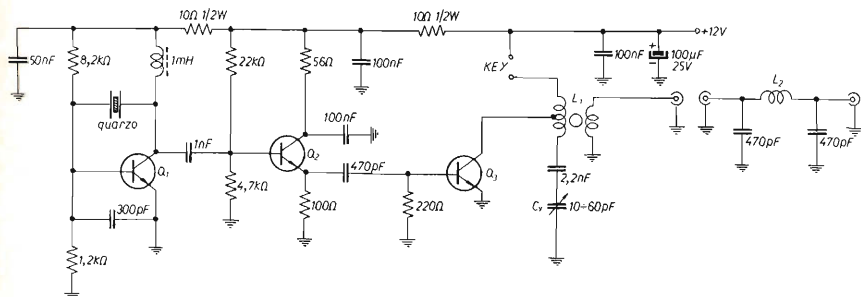 10Ω 1/2W
10Ω 1/2W
+12V
50nF
8,2kΩ
1mH
22kΩ
56Ω
100nF
KEY
100nF
+
100µF
25V
-
quarzo
L₁
L₂
1nF
100nF
Q₁
Q₂
470pF
Q₃
470pF
470pF
300pF
4,7kΩ
100Ω
220Ω
2,2nF
Cᵥ
10÷60pF
1,2kΩ